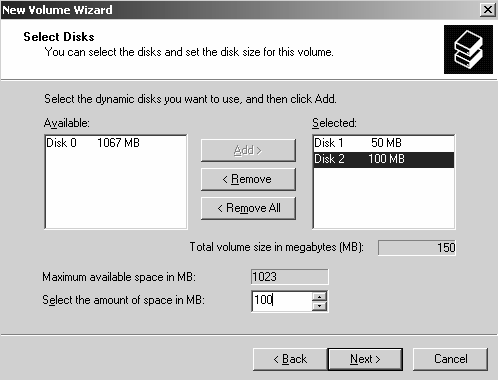 New Volume Wizard
Select Disks
You can select the disks and set the disk size for this volume.
Select the dynamic disks you want to use, and then click Add.
Available:
Selected:
Disk 0 1067 MB
Add >
Disk 1 50 MB
Disk 2 100 MB
< Remove
< Remove All
Total volume size in megabytes (MB): 150
Maximum available space in MB: 1023
Select the amount of space in MB: 100
< Back Next > Cancel